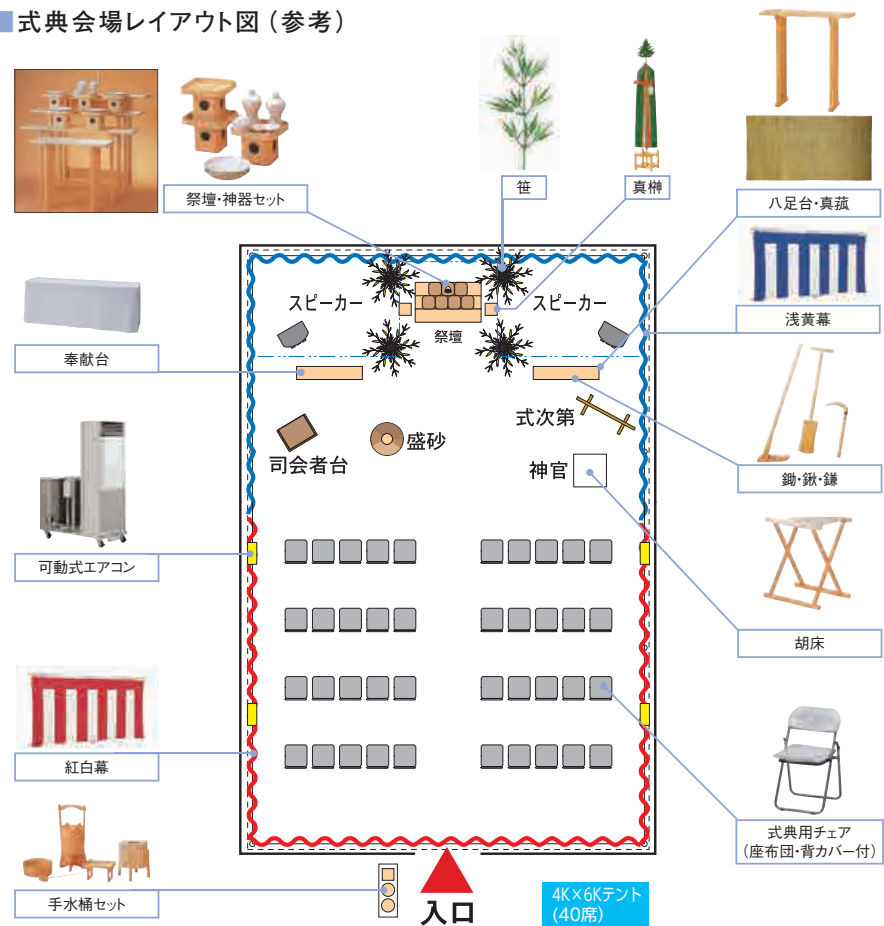 式典会場レイアウト図（参考）
祭壇・神器セット
笹
真榊
八足台・真菰
浅黄幕
スピーカー
スピーカー
祭壇
奉献台
式次第
盛砂
司会者台
神官
鋤・鍬・鎌
可動式エアコン
胡床
紅白幕
式典用チェア
（座布団・背カバー付）
手水桶セット
入口
4K×6Kテント
（40席）